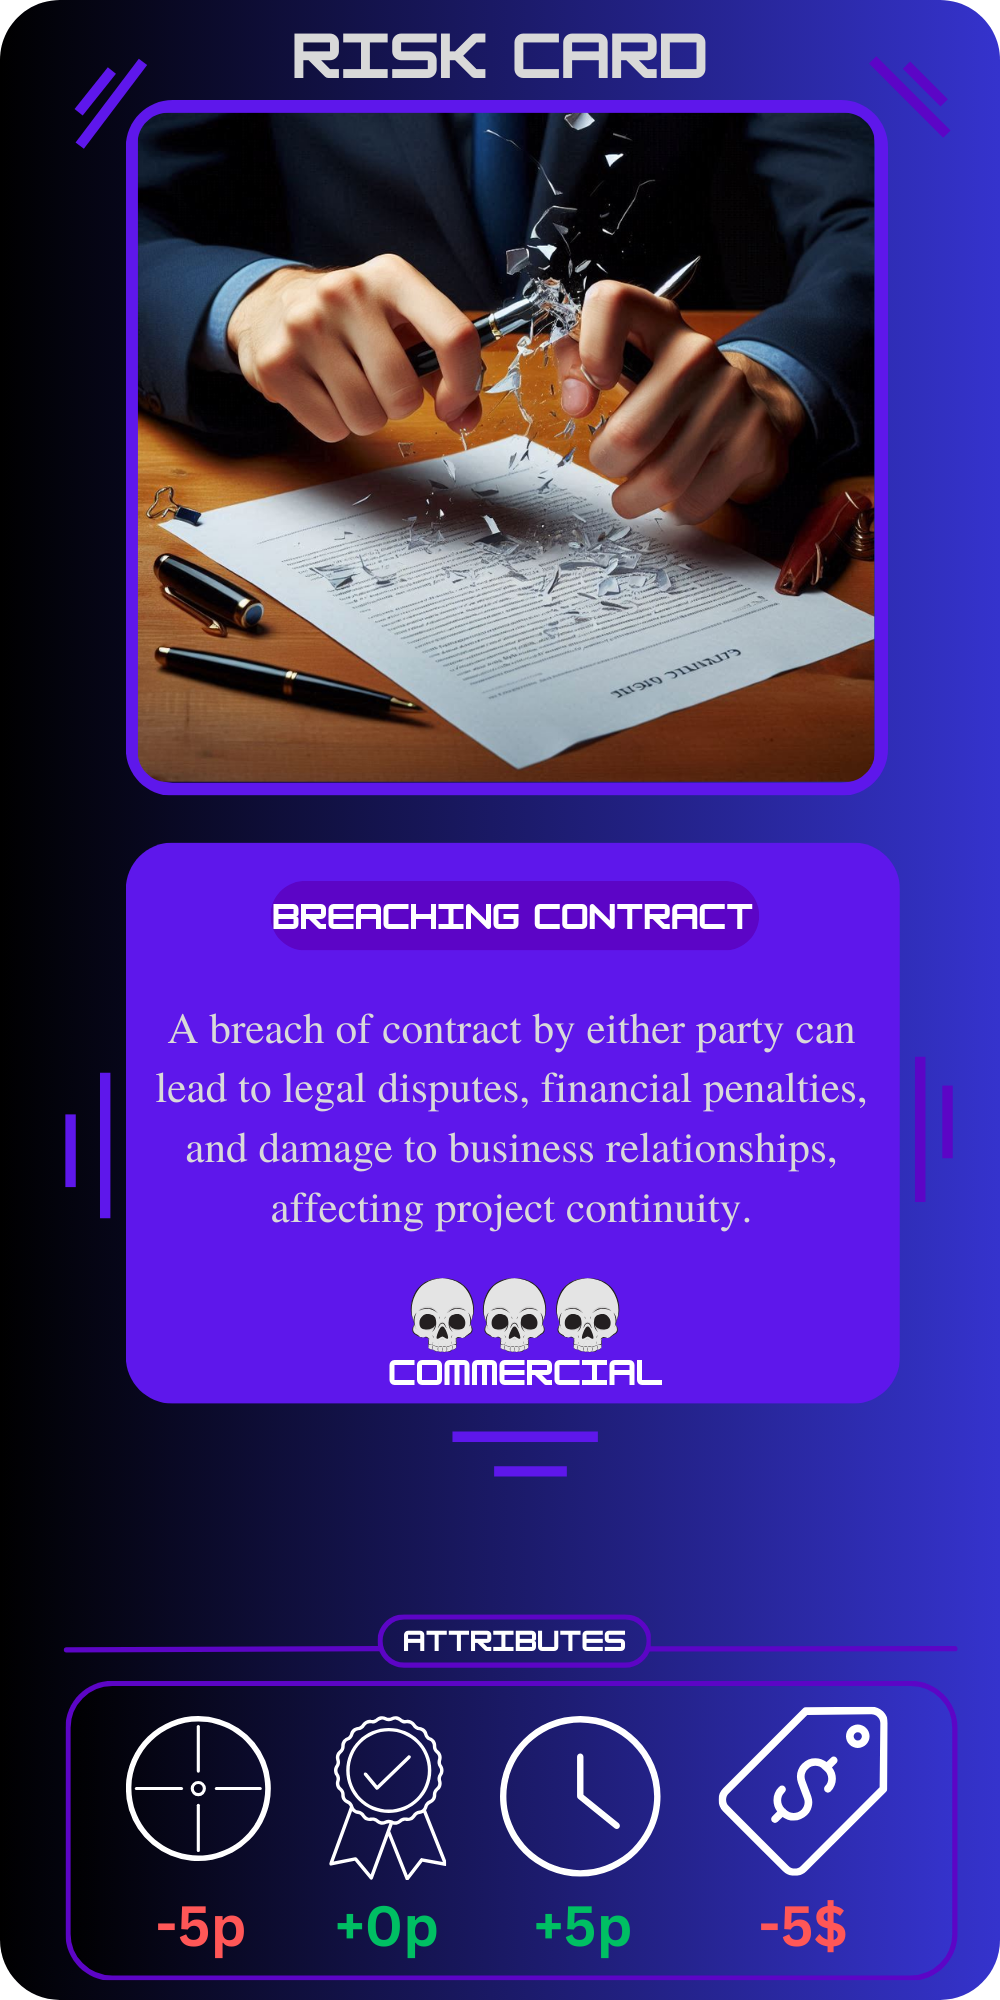 RISK CARD
BREACHING CONTRACT
A breach of contract by either party can
lead to legal disputes, financial penalties,
and damage to business relationships,
affecting project continuity.
COMMERCIAL
ATTRIBUTES
-5p +0p +5p -5$